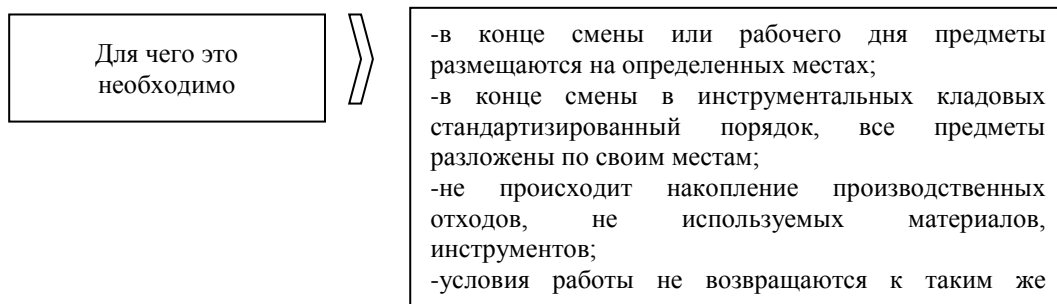 Для чего это
необходимо
-в конце смены или рабочего дня предметы
размещаются на определенных местах;
-в конце смены в инструментальных кладовых
стандартизированный порядок, все предметы
разложены по своим местам;
-не происходит накопление производственных
отходов, не используемых материалов,
инструментов;
-условия работы не возвращаются к таким же